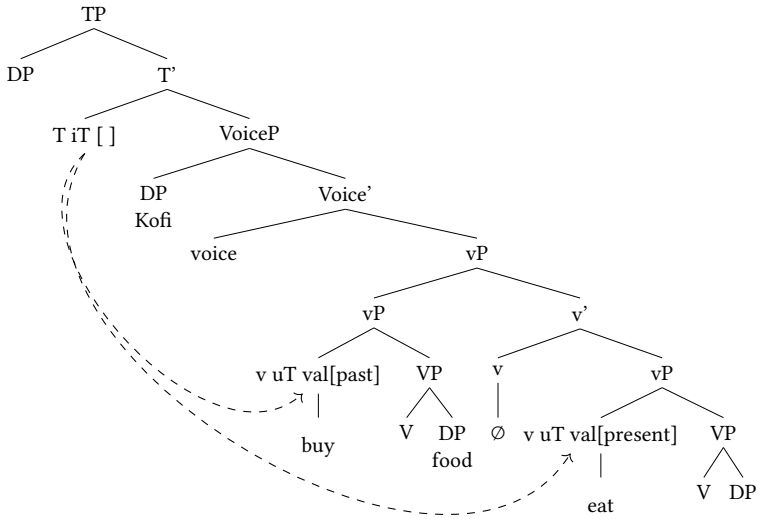 TP
DP T’
T iT [ ] VoiceP
DP Voice’
Kofi
voice vP
vP v’
v uT val[past] VP v vP
buy V DP ∅ v uT val[present] VP
food
eat V DP